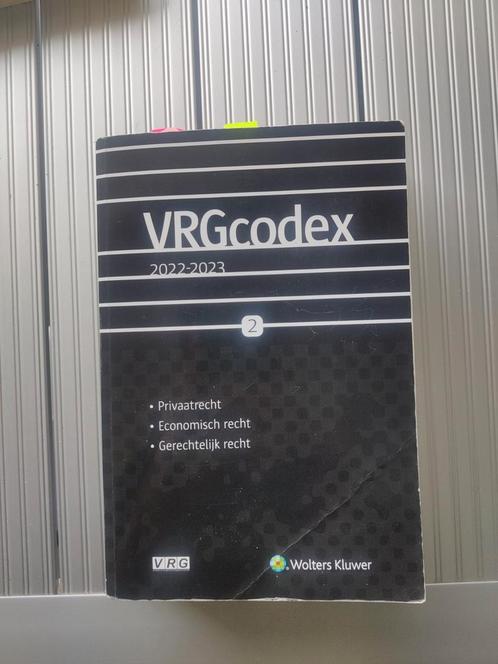 VRGcodex
2022-2023
2
• Privaatrecht
• Economisch recht
• Gerechtelijk recht
VRG
Wolters Kluwer